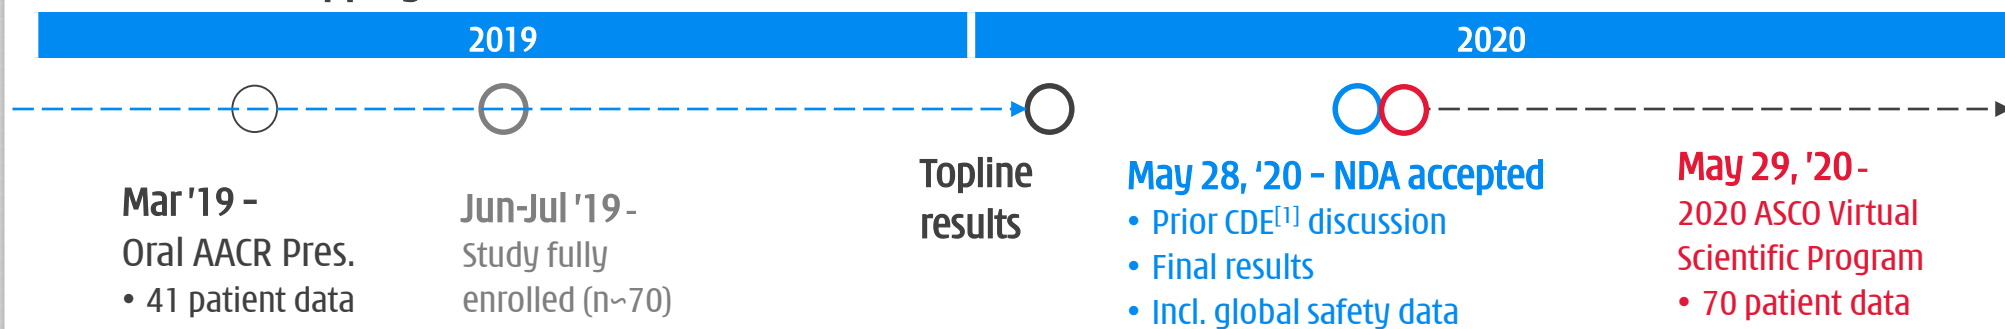 2019
2020
Mar '19 –
Oral AACR Pres.
• 41 patient data
Jun-Jul '19 -
Study fully
enrolled (n~70)
Topline
results
May 28, ‘20 – NDA accepted
• Prior CDE[1] discussion
• Final results
• Incl. global safety data
May 29, '20 -
2020 ASCO Virtual
Scientific Program
• 70 patient data